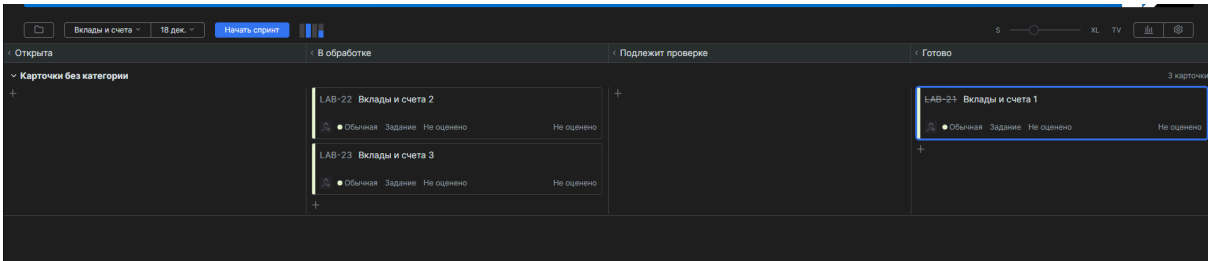 Вклады и счета 18 дек. Начать спринт S XL TV
Открыта В обработке Подлежит проверке Готово
Карточки без категории 3 карточки
LAB-22 Вклады и счета 2
Обычная Задание Не оценено Не оценено
LAB-23 Вклады и счета 3
Обычная Задание Не оценено Не оценено
LAB-21 Вклады и счета 1
Обычная Задание Не оценено Не оценено